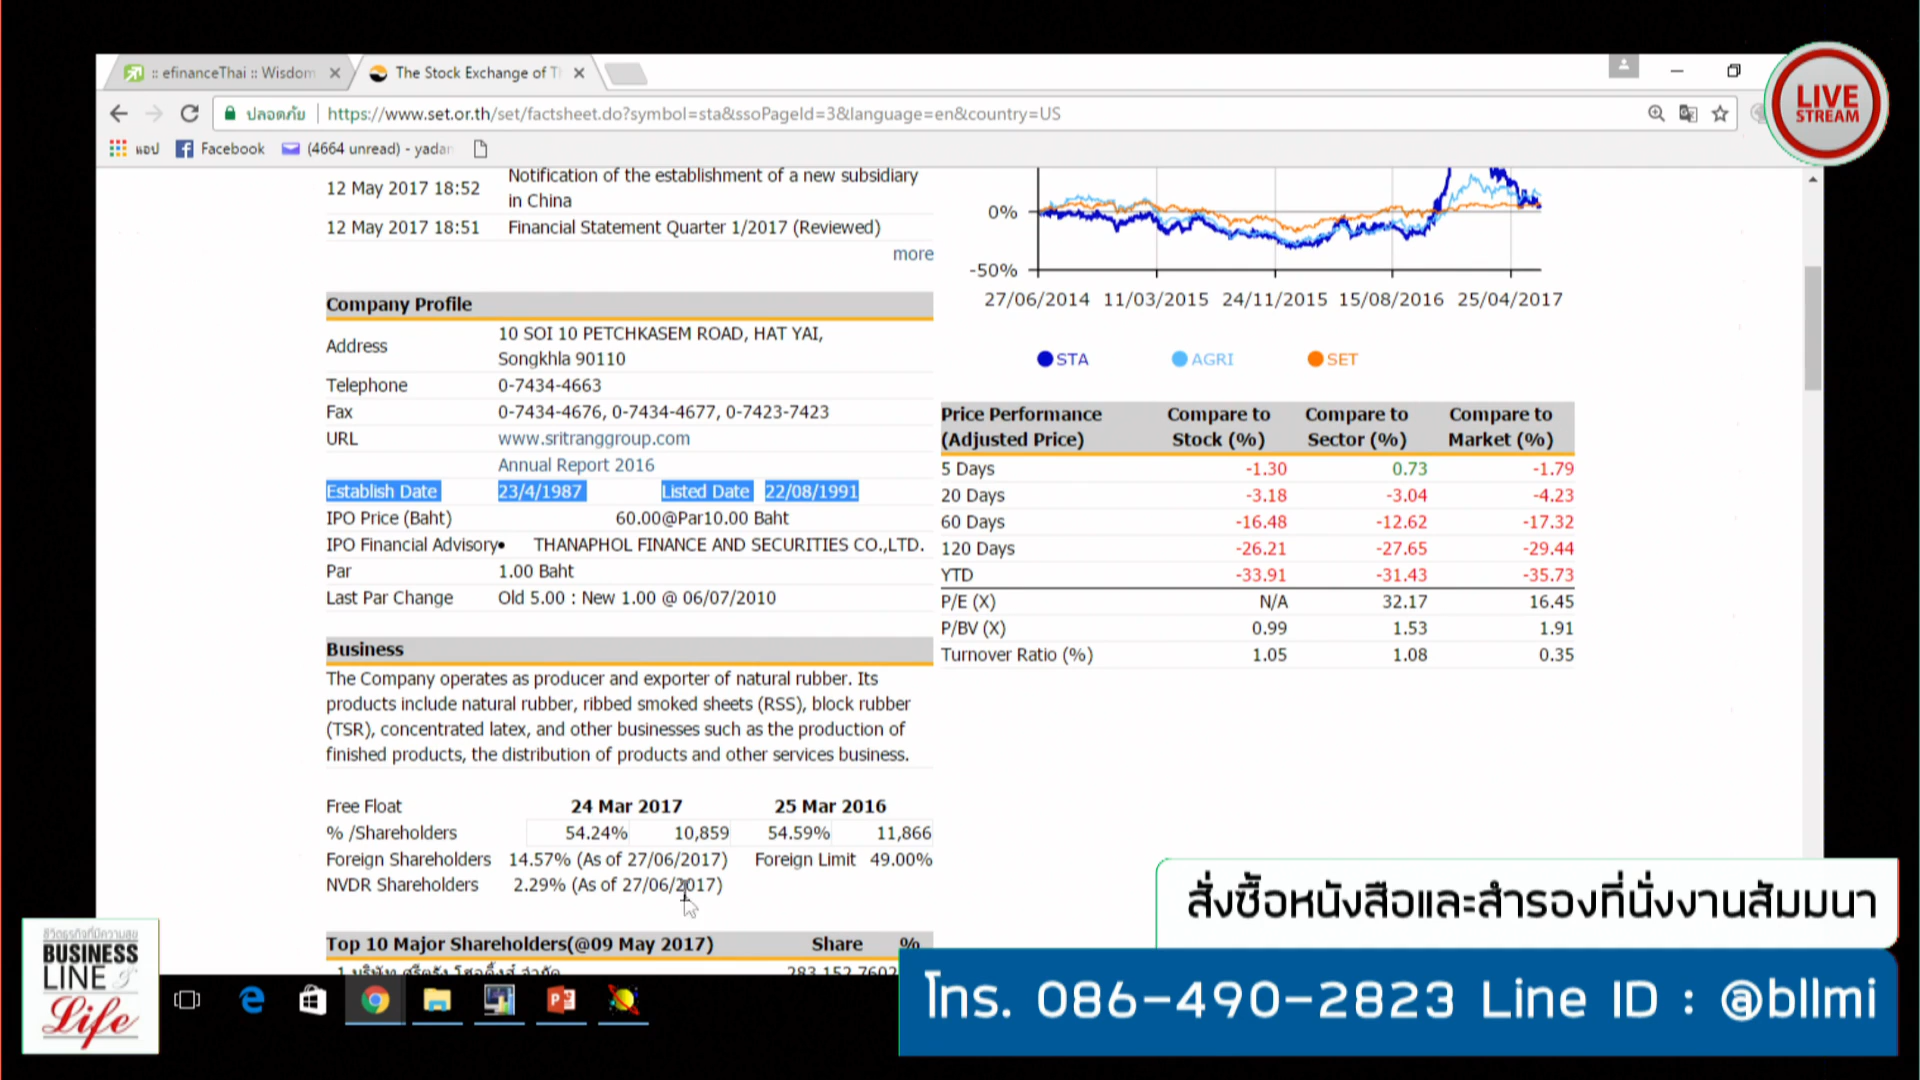 :: efinanceThai :: Wisdom
The Stock Exchange of T
LIVE
STREAM
ปลอดภัย
https://www.set.or.th/set/factsheet.do?symbol=sta&ssoPageId=3&language=en&country=US
แอป Facebook (4664 unread) - yadan
12 May 2017 18:52 Notification of the establishment of a new subsidiary
in China
12 May 2017 18:51 Financial Statement Quarter 1/2017 (Reviewed)
more
Company Profile
Address 10 SOI 10 PETCHKASEM ROAD, HAT YAI,
Songkhla 90110
Telephone 0-7434-4663
Fax 0-7434-4676, 0-7434-4677, 0-7423-7423
URL www.sritranggroup.com
Annual Report 2016
Establish Date 23/4/1987 Listed Date 22/08/1991
IPO Price (Baht) 60.00@Par10.00 Baht
IPO Financial Advisory• THANAPHOL FINANCE AND SECURITIES CO.,LTD.
Par 1.00 Baht
Last Par Change Old 5.00 : New 1.00 @ 06/07/2010
Business
The Company operates as producer and exporter of natural rubber. Its
products include natural rubber, ribbed smoked sheets (RSS), block rubber
(TSR), concentrated latex, and other businesses such as the production of
finished products, the distribution of products and other services business.
Free Float 24 Mar 2017 25 Mar 2016
% /Shareholders 54.24% 10,859 54.59% 11,866
Foreign Shareholders 14.57% (As of 27/06/2017) Foreign Limit 49.00%
NVDR Shareholders 2.29% (As of 27/06/2017)
Top 10 Major Shareholders(@09 May 2017) Share %
0%
-50%
27/06/2014 11/03/2015 24/11/2015 15/08/2016 25/04/2017
STA AGRI SET
Price Performance Compare to Compare to Compare to
(Adjusted Price) Stock (%) Sector (%) Market (%)
5 Days -1.30 0.73 -1.79
20 Days -3.18 -3.04 -4.23
60 Days -16.48 -12.62 -17.32
120 Days -26.21 -27.65 -29.44
YTD -33.91 -31.43 -35.73
P/E (X) N/A 32.17 16.45
P/BV (X) 0.99 1.53 1.91
Turnover Ratio (%) 1.05 1.08 0.35
สั่งซื้อหนังสือและสำรองที่นั่งงานสัมมนา
โทร. 086-490-2823 Line ID : @bllmi
ชีวิตธุรกิจที่มีความสุข
BUSINESS
LINE &
Life